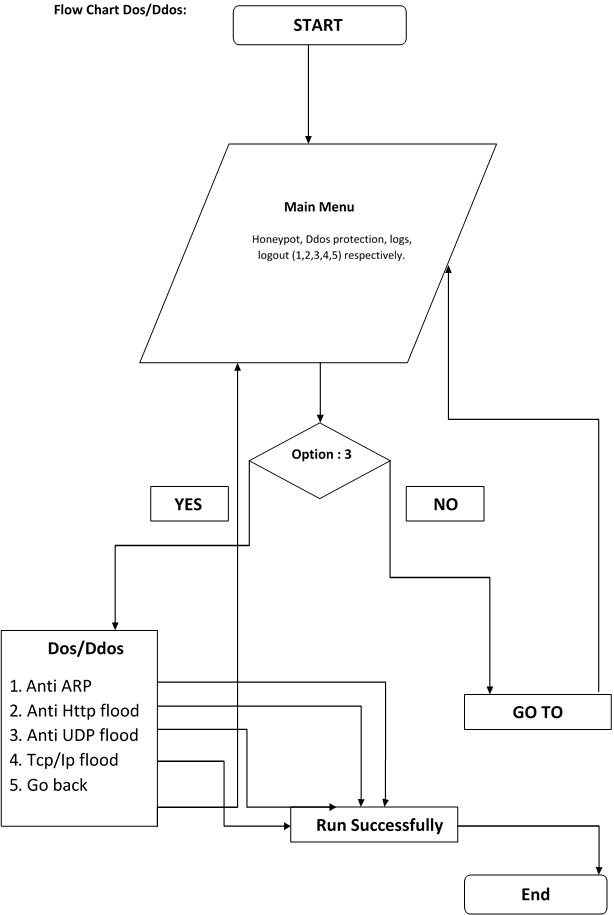 Flow Chart Dos/Ddos:
START
Main Menu
Honeypot, Ddos protection, logs,
logout (1,2,3,4,5) respectively.
Option : 3
YES
NO
Dos/Ddos
1. Anti ARP
2. Anti Http flood
3. Anti UDP flood
4. Tcp/Ip flood
5. Go back
GO TO
Run Successfully
End